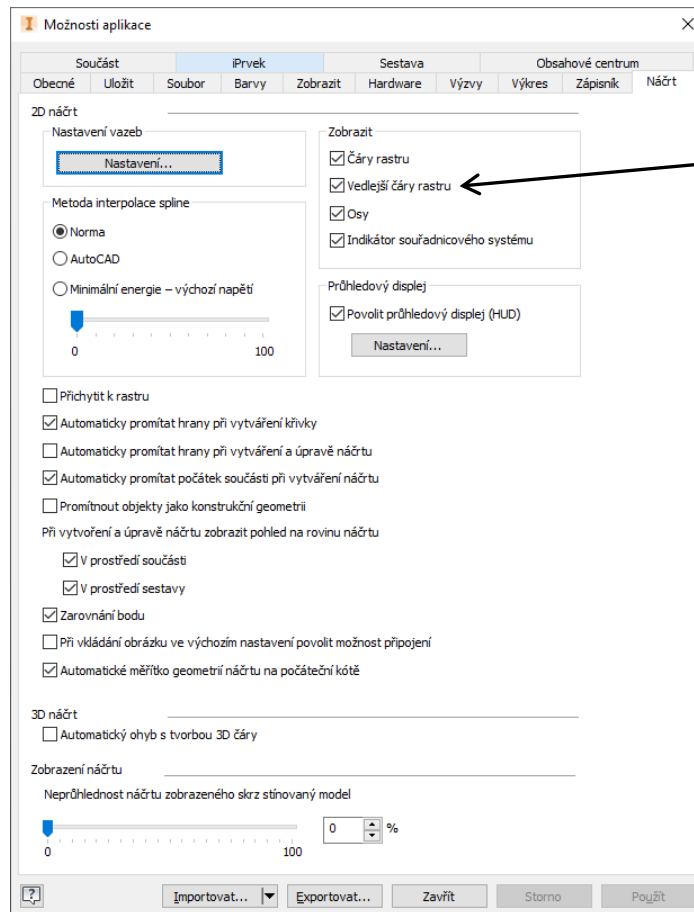 Možnosti aplikace
Součást iPrvek Sestava Obsahové centrum
Obecné Uložit Soubor Barvy Zobrazit Hardware Výzvy Výkres Zápisník Náčrt
2D náčrt
Nastavení vazeb
Nastavení...
Metoda interpolace spline
Norma
AutoCAD
Minimální energie – výchozí napětí
0 100
Zobrazit
Čáry rastru
Vedlejší čáry rastru
Osy
Indikátor souřadnicového systému
Průhledový displej
Povolit průhledový displej (HUD)
Nastavení...
Přichytit k rastru
Automaticky promítat hrany při vytváření křivky
Automaticky promítat hrany při vytváření a úpravě náčrtu
Automaticky promítat počátek součásti při vytváření náčrtu
Promítnout objekty jako konstrukční geometrii
Při vytvoření a úpravě náčrtu zobrazit pohled na rovinu náčrtu
V prostředí součásti
V prostředí sestavy
Zarovnání bodu
Při vkládání obrázku ve výchozím nastavení povolit možnost připojení
Automatické měřítko geometrií náčrtu na počáteční kótě
3D náčrt
Automatický ohyb s tvorbou 3D čáry
Zobrazení náčrtu
Neprůhlednost náčrtu zobrazeného skrz stínovaný model
0 %
0 100
? Importovat... Exportovat... Zavřít Storno Použít